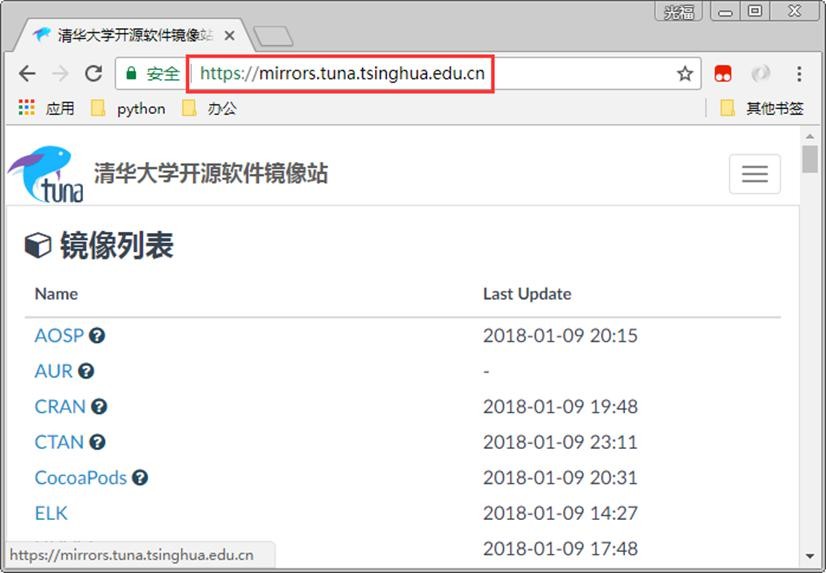 光福
清华大学开源软件镜像站
安全 https://mirrors.tuna.tsinghua.edu.cn
应用 python 办公 其他书签
tuna 清华大学开源软件镜像站
镜像列表
Name Last Update
AOSP 2018-01-09 20:15
AUR -
CRAN 2018-01-09 19:48
CTAN 2018-01-09 23:11
CocoaPods 2018-01-09 20:31
ELK 2018-01-09 14:27
2018-01-09 17:48
https://mirrors.tuna.tsinghua.edu.cn